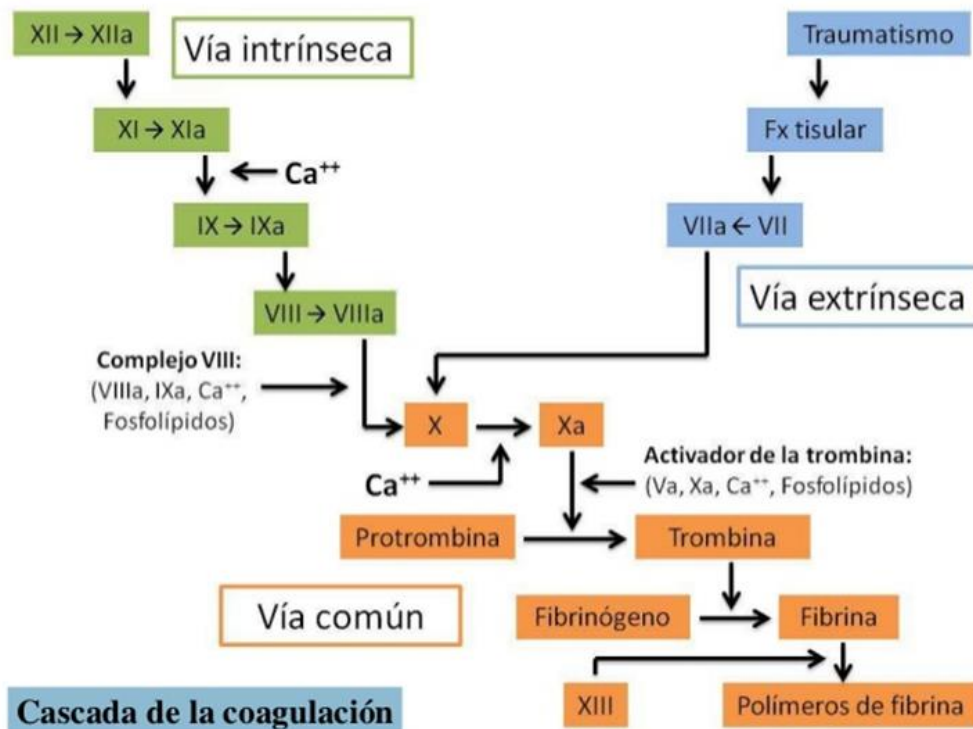 XII → XIIa
Vía intrínseca
Traumatismo
XI → XIa
Fx tisular
Ca⁺⁺
IX → IXa
VIIa ← VII
Vía extrínseca
VIII → VIIIa
Complejo VIII:
(VIIIa, IXa, Ca⁺⁺,
Fosfolípidos)
X
Xa
Activador de la trombina:
(Va, Xa, Ca⁺⁺, Fosfolípidos)
Ca⁺⁺
Protrombina
Trombina
Vía común
Fibrinógeno
Fibrina
XIII
Polímeros de fibrina
Cascada de la coagulación